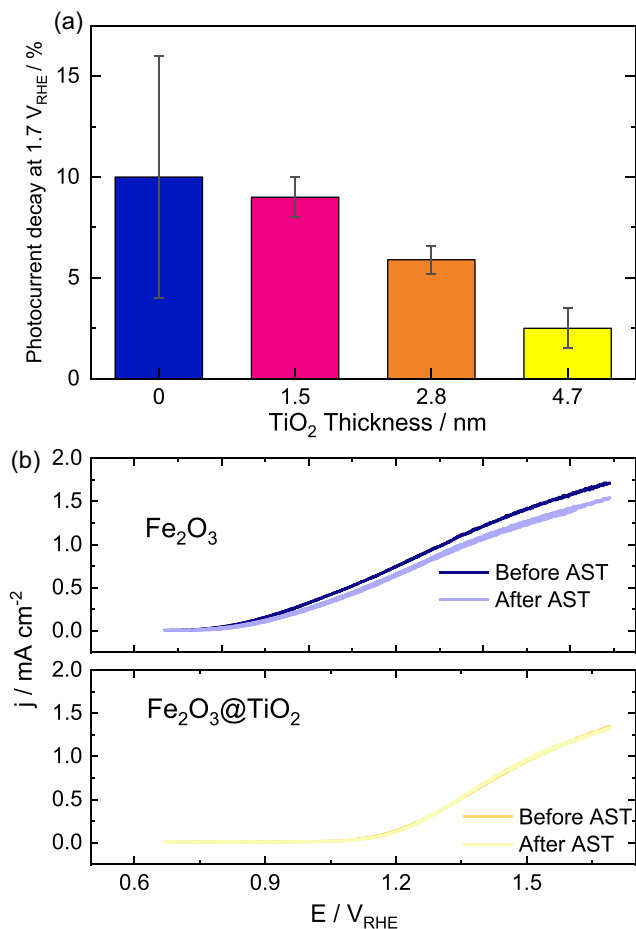 (a)
Photocurrent decay at 1.7 V_RHE / %
15
10
5
0
0 1.5 2.8 4.7
TiO₂ Thickness / nm
(b)
j / mA cm⁻²
2.0
1.5
1.0
0.5
0.0
Fe₂O₃
Before AST
After AST
2.0
1.5
1.0
0.5
0.0
Fe₂O₃@TiO₂
Before AST
After AST
0.6 0.9 1.2 1.5
E / V_RHE